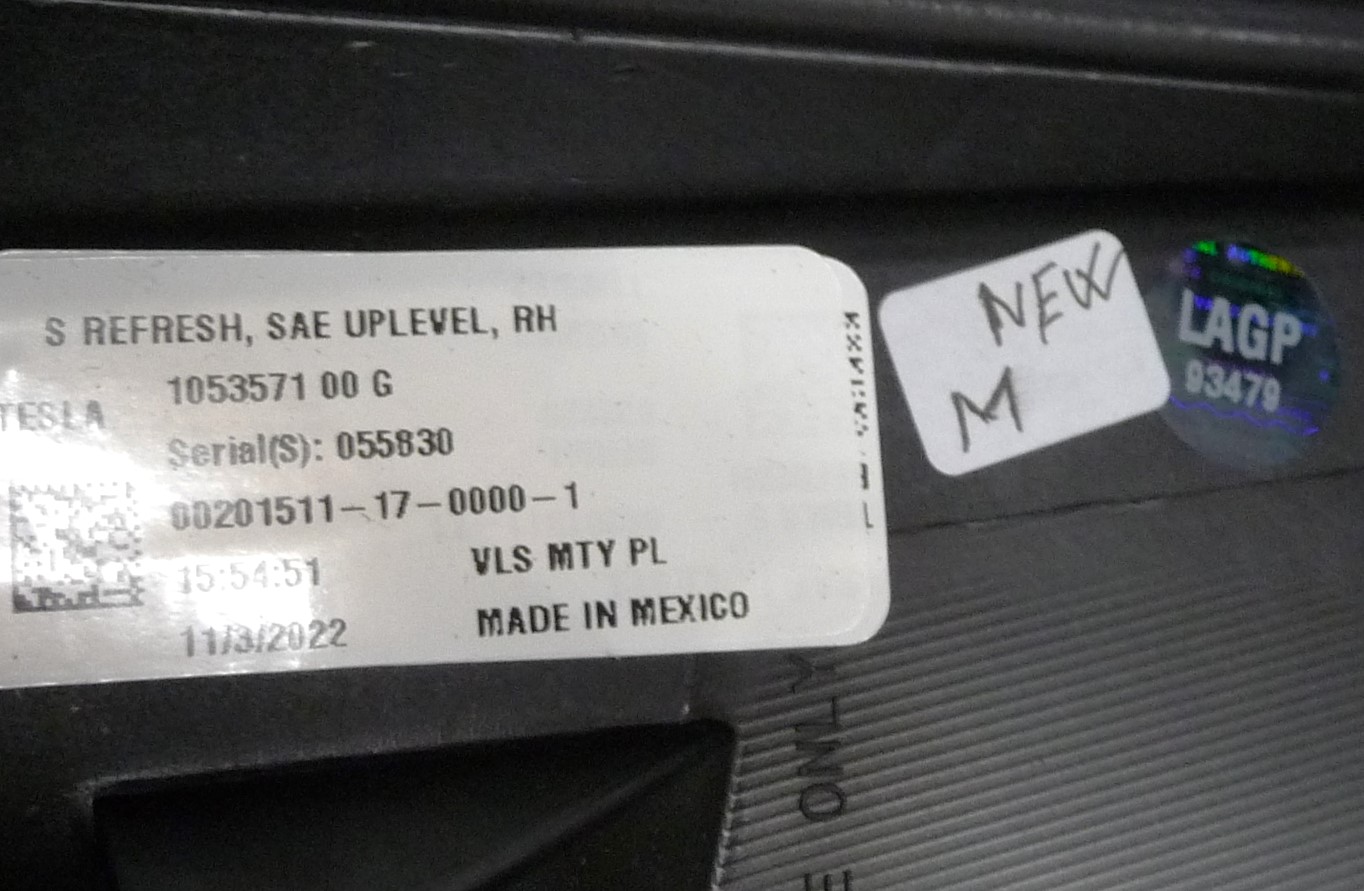 S REFRESH, SAE UPLEVEL, RH
1053571 00 G
TESLA
Serial(S): 055830
00201511-17-0000-1
15:54:51
VLS MTY PL
11/3/2022
MADE IN MEXICO
NEW
M
LAGP
93479
ONLY